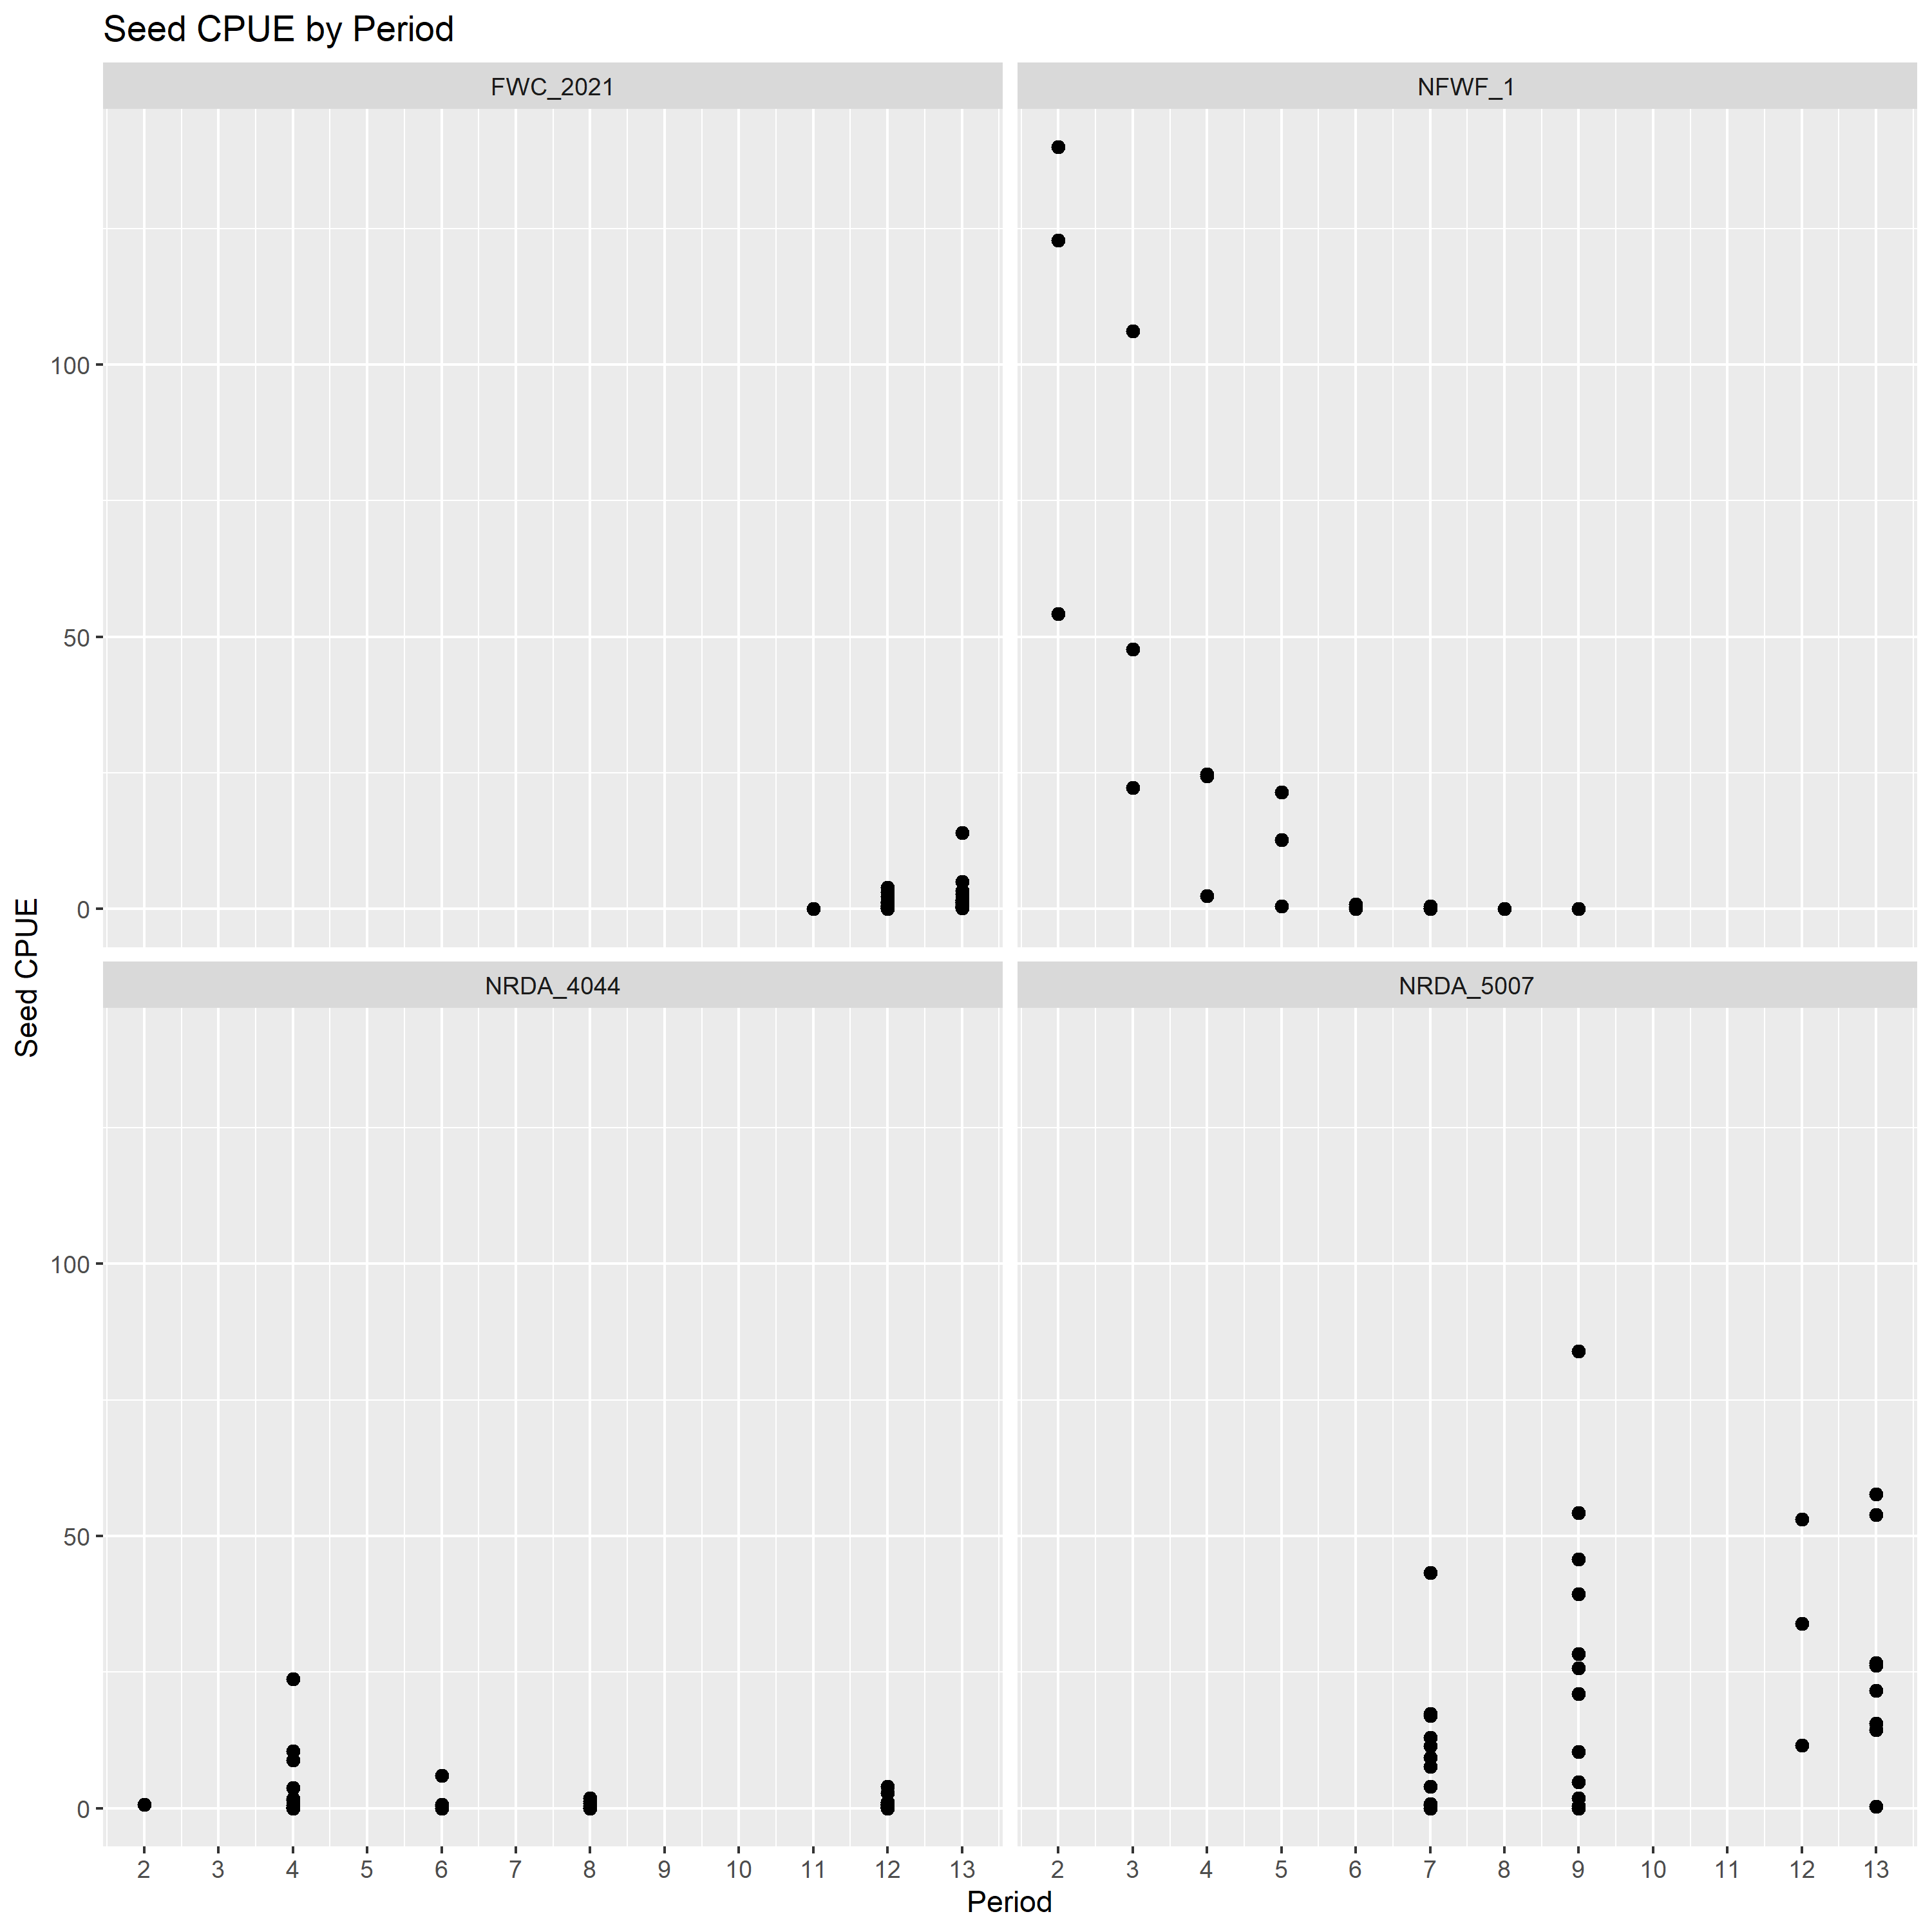 Seed CPUE by Period
FWC_2021
NFWF_1
100
50
0
NRDA_4044
NRDA_5007
100
50
0
Seed CPUE
2 3 4 5 6 7 8 9 10 11 12 13
2 3 4 5 6 7 8 9 10 11 12 13
Period